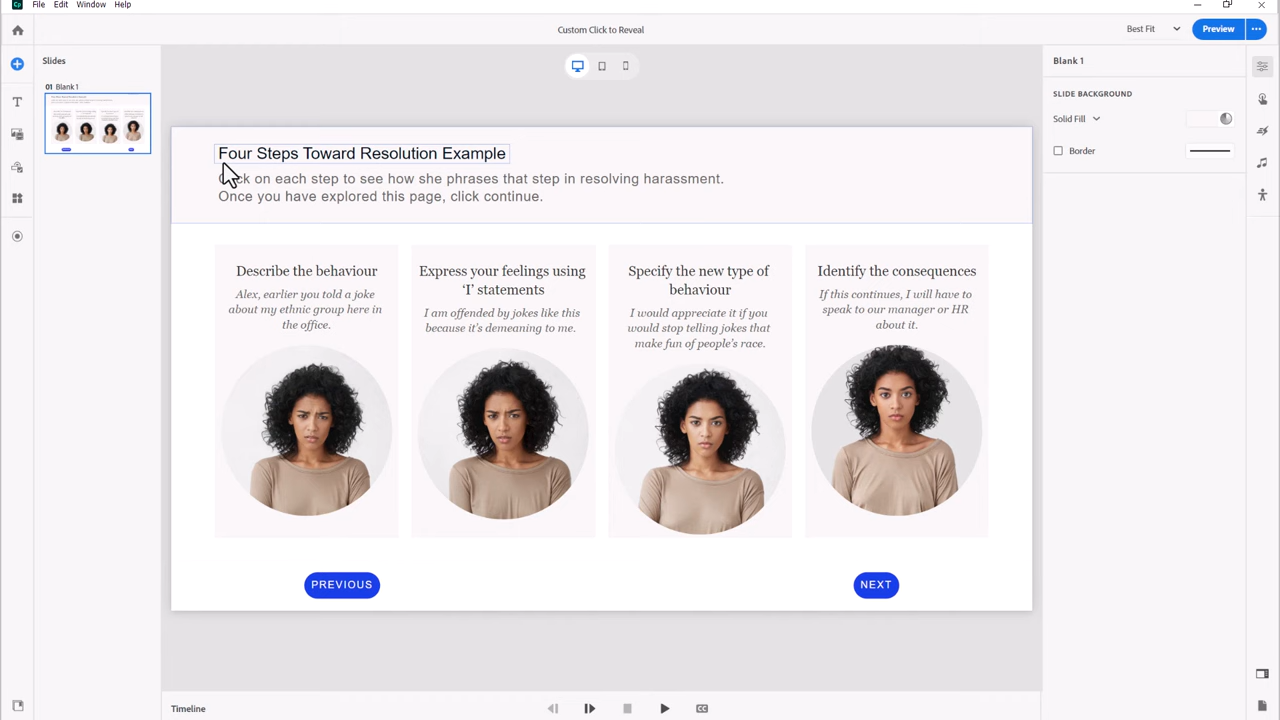 Cp File Edit Window Help
Custom Click to Reveal
Best Fit
Preview
Slides
01 Blank 1
Blank 1
SLIDE BACKGROUND
Solid Fill
Border
Four Steps Toward Resolution Example
on each step to see how she phrases that step in resolving harassment.
Once you have explored this page, click continue.
Describe the behaviour
Alex, earlier you told a joke
about my ethnic group here in
the office.
Express your feelings using
‘I’ statements
I am offended by jokes like this
because it's demeaning to me.
Specify the new type of
behaviour
I would appreciate it if you
would stop telling jokes that
make fun of people's race.
Identify the consequences
If this continues, I will have to
speak to our manager or HR
about it.
PREVIOUS
NEXT
Timeline
CC